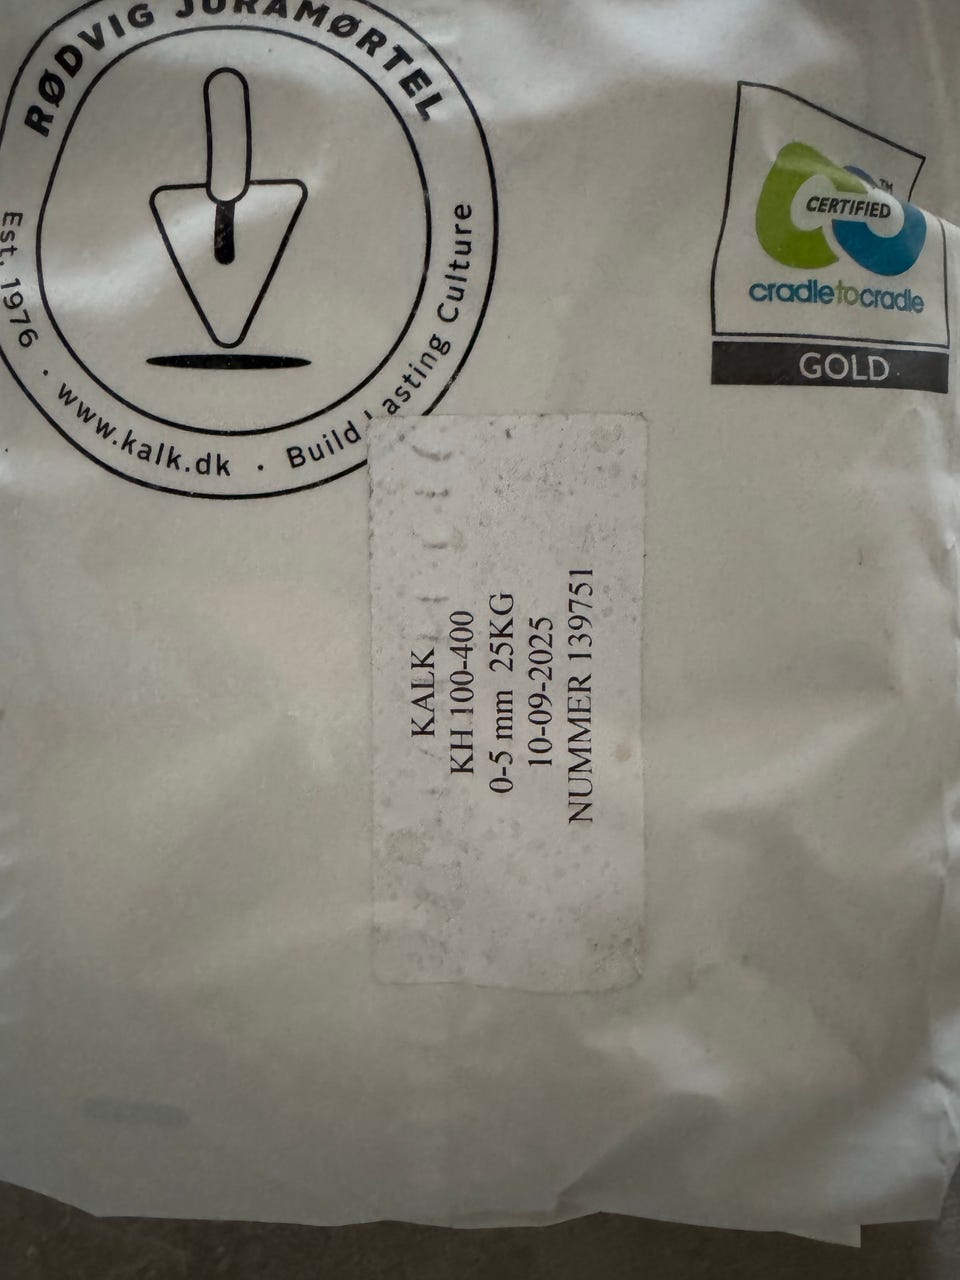 RØDVIG JURAMØRTEL
Est. 1976 · www.kalk.dk · Build Lasting Culture
CERTIFIED
TM
cradletocradle
GOLD
KALK
KH 100-400
0-5 mm 25KG
10-09-2025
NUMMER 139751